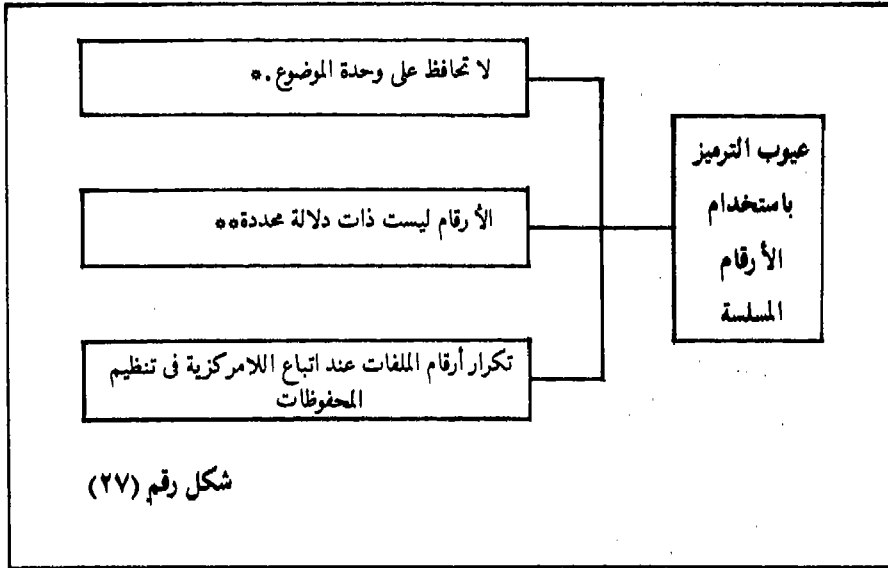 عيوب الترميز
باستخدام
الأرقام
المسلسة
لا تحافظ على وحدة الموضوع.*
الأرقام ليست ذات دلالة محددة**
تكرار أرقام الملفات عند اتباع اللامركزية فى تنظيم
المحفوظات
شكل رقم (٢٧)